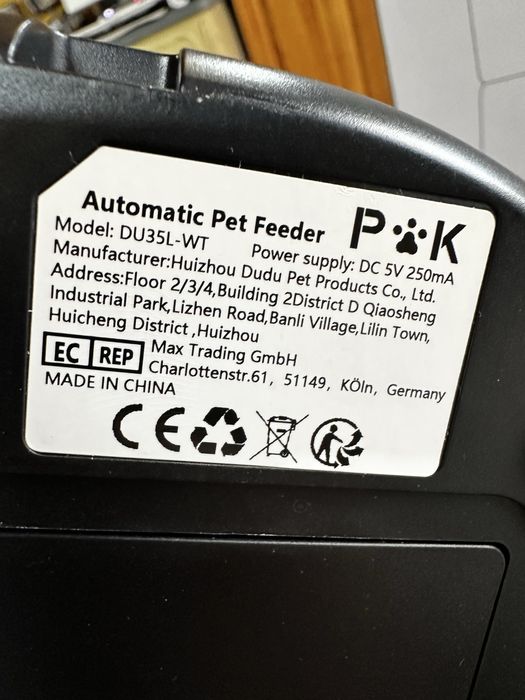 Automatic Pet Feeder
P K
Model: DU35L-WT Power supply: DC 5V 250mA
Manufacturer:Huizhou Dudu Pet Products Co., Ltd.
Address:Floor 2/3/4,Building 2District D Qiaosheng
Industrial Park,Lizhen Road,Banli Village,Lilin Town,
Huicheng District ,Huizhou
EC REP
Max Trading GmbH
Charlottenstr.61, 51149, KÖln, Germany
MADE IN CHINA
CE